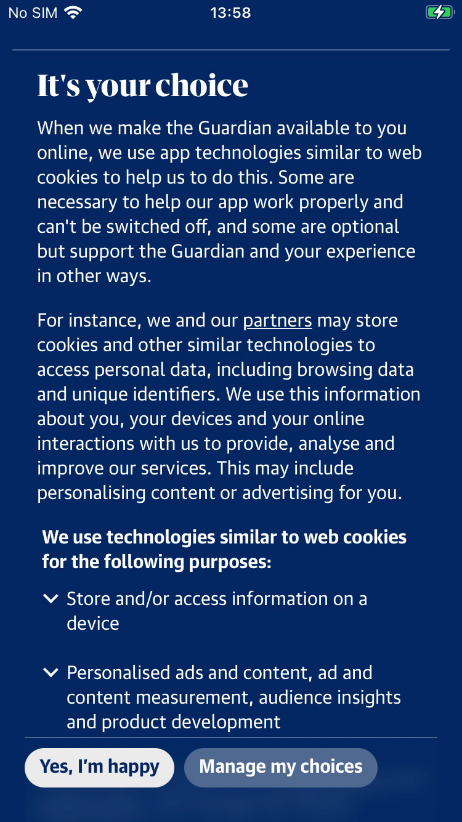 No SIM 13:58
It's your choice
When we make the Guardian available to you
online, we use app technologies similar to web
cookies to help us to do this. Some are
necessary to help our app work properly and
can't be switched off, and some are optional
but support the Guardian and your experience
in other ways.
For instance, we and our partners may store
cookies and other similar technologies to
access personal data, including browsing data
and unique identifiers. We use this information
about you, your devices and your online
interactions with us to provide, analyse and
improve our services. This may include
personalising content or advertising for you.
We use technologies similar to web cookies
for the following purposes:
Store and/or access information on a
device
Personalised ads and content, ad and
content measurement, audience insights
and product development
Yes, I’m happy Manage my choices